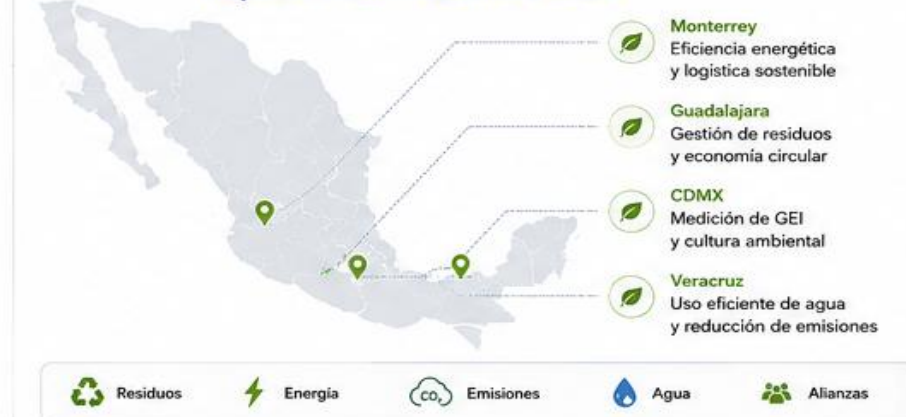 Monterrey
Eficiencia energética
y logistica sostenible
Guadalajara
Gestión de residuos
y economía circular
CDMX
Medición de GEI
y cultura ambiental
Veracruz
Uso eficiente de agua
y reducción de emisiones
Residuos
Energía
CO₂
Emisiones
Agua
Alianzas